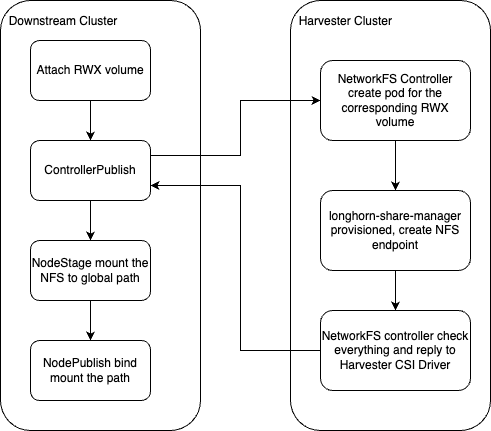 Downstream Cluster
Attach RWX volume
ControllerPublish
NodeStage mount the
NFS to global path
NodePublish bind
mount the path
Harvester Cluster
NetworkFS Controller
create pod for the
corresponding RWX
volume
longhorn-share-manager
provisioned, create NFS
endpoint
NetworkFS controller check
everything and reply to
Harvester CSI Driver